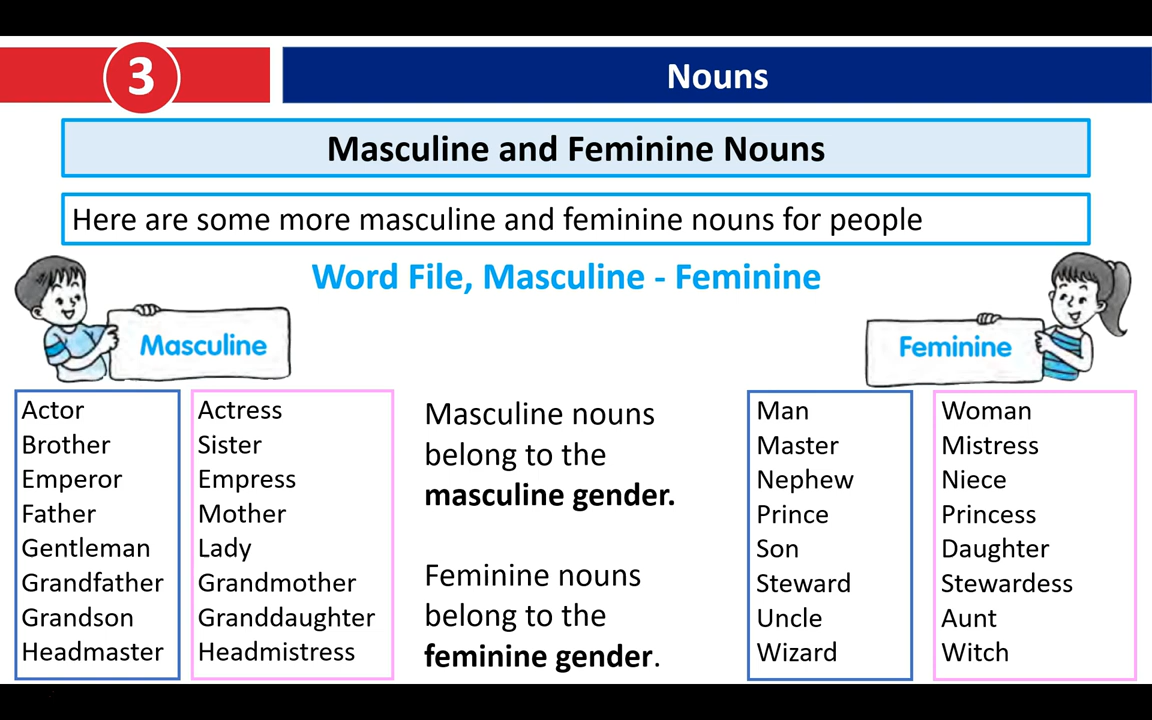 3
Nouns
Masculine and Feminine Nouns
Here are some more masculine and feminine nouns for people
Word File, Masculine - Feminine
Masculine
Feminine
Actor
Brother
Emperor
Father
Gentleman
Grandfather
Grandson
Headmaster
Actress
Sister
Empress
Mother
Lady
Grandmother
Granddaughter
Headmistress
Masculine nouns
belong to the
masculine gender.
Feminine nouns
belong to the
feminine gender.
Man
Master
Nephew
Prince
Son
Steward
Uncle
Wizard
Woman
Mistress
Niece
Princess
Daughter
Stewardess
Aunt
Witch